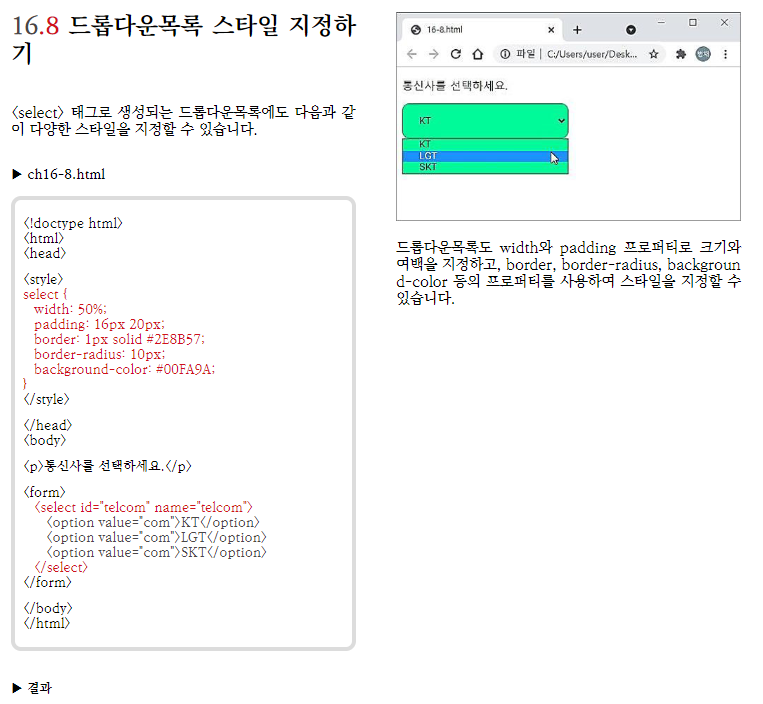 16.8 드롭다운목록 스타일 지정하
기
<select> 태그로 생성되는 드롭다운목록에도 다음과 같
이 다양한 스타일을 지정할 수 있습니다.
▶ ch16-8.html
<!doctype html>
<html>
<head>
<style>
select {
width: 50%;
padding: 16px 20px;
border: 1px solid #2E8B57;
border-radius: 10px;
background-color: #00FA9A;
}
</style>
</head>
<body>
<p>통신사를 선택하세요.</p>
<form>
<select id="telcom" name="telcom">
<option value="com">KT</option>
<option value="com">LGT</option>
<option value="com">SKT</option>
</select>
</form>
</body>
</html>
▶ 결과
16-8.html
파일 | C:/Users/user/Desk...
통신사를 선택하세요.
KT
KT
LGT
SKT
드롭다운목록도 width와 padding 프로퍼티로 크기와
여백을 지정하고, border, border-radius, backgroun
d-color 등의 프로퍼티를 사용하여 스타일을 지정할 수
있습니다.